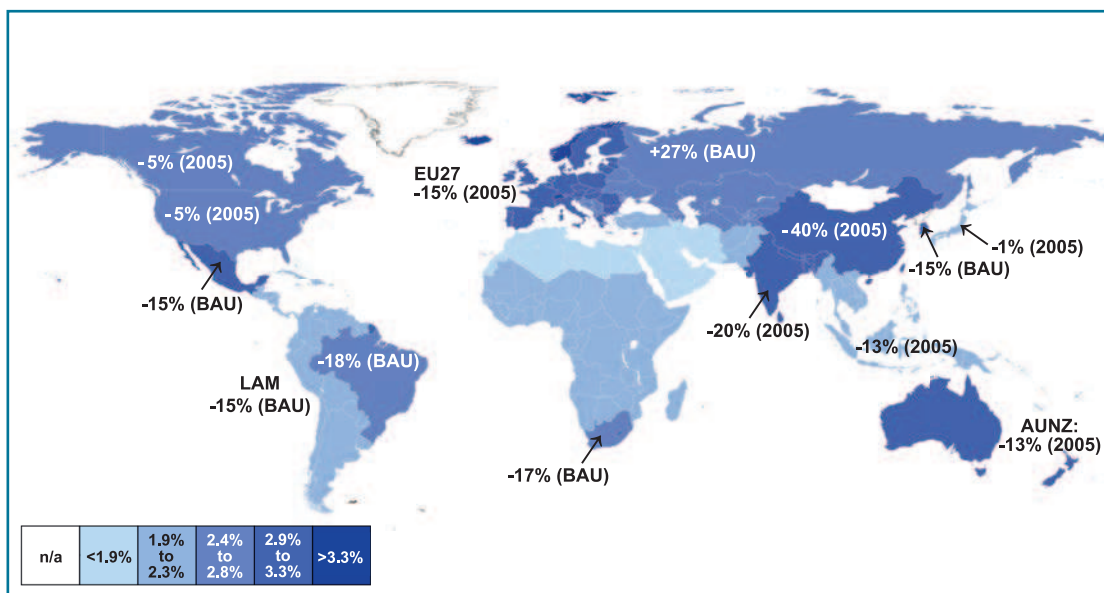 -5% (2005)
-5% (2005)
-15% (BAU)
-18% (BAU)
LAM
-15% (BAU)
EU27
-15% (2005)
+27% (BAU)
-40% (2005)
-1% (2005)
-15% (BAU)
-20% (2005)
-13% (2005)
-17% (BAU)
AUNZ:
-13% (2005)
n/a
<1.9%
1.9%
to
2.3%
2.4%
to
2.8%
2.9%
to
3.3%
>3.3%